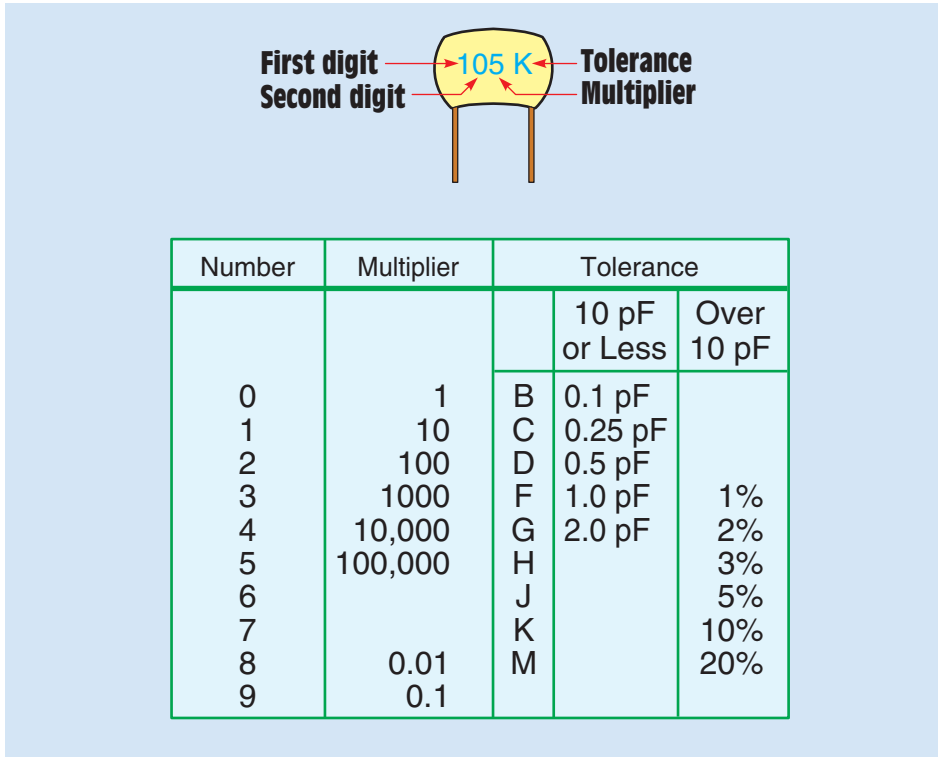 First digit 105 K Tolerance
Second digit Multiplier
Number Multiplier Tolerance
10 pF Over
or Less 10 pF
0 1 B 0.1 pF
1 10 C 0.25 pF
2 100 D 0.5 pF
3 1000 F 1.0 pF 1%
4 10,000 G 2.0 pF 2%
5 100,000 H 3%
6 J 5%
7 K 10%
8 0.01 M 20%
9 0.1